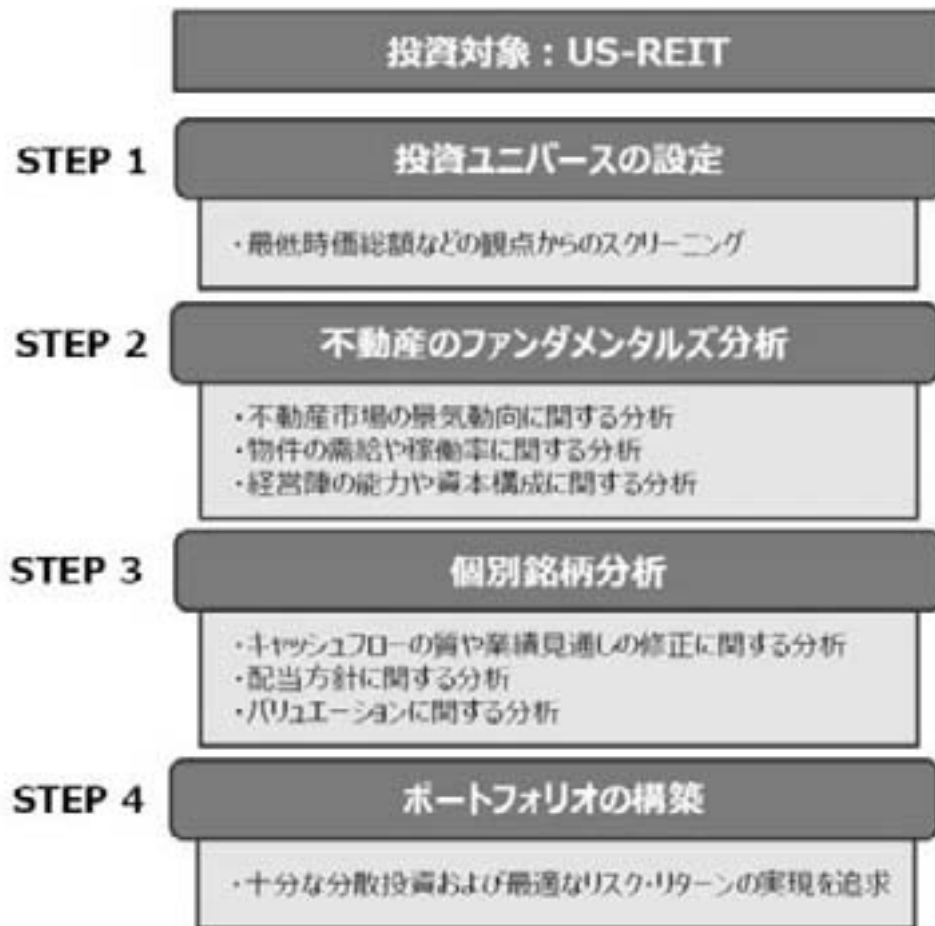 投資対象：US-REIT
STEP 1
投資ユニバースの設定
・最低時価総額などの観点からのスクリーニング
STEP 2
不動産のファンダメンタルズ分析
・不動産市場の景気動向に関する分析
・物件の需給や稼働率に関する分析
・経営陣の能力や資本構成に関する分析
STEP 3
個別銘柄分析
・キャッシュフローの質や業績見通しの修正に関する分析
・配当方針に関する分析
・バリュエーションに関する分析
STEP 4
ポートフォリオの構築
・十分な分散投資および最適なリスク・リターンの実現を追求